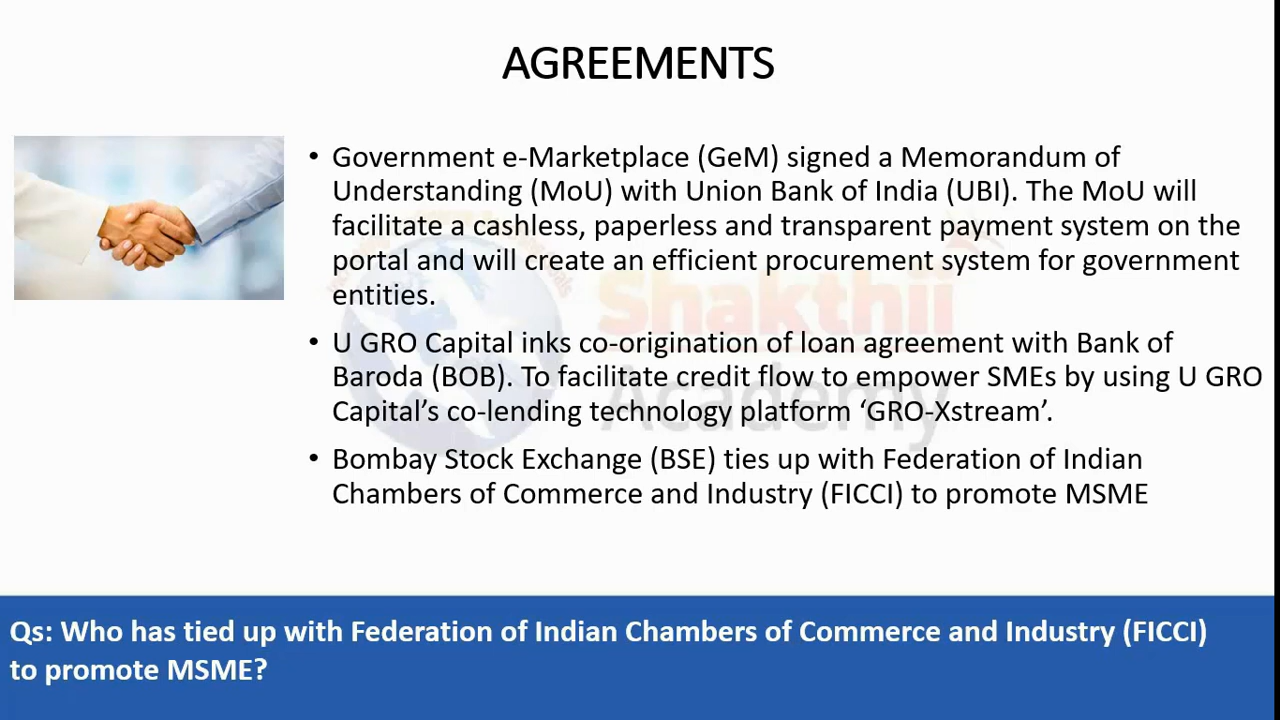 AGREEMENTS
• Government e-Marketplace (GeM) signed a Memorandum of
Understanding (MoU) with Union Bank of India (UBI). The MoU will
facilitate a cashless, paperless and transparent payment system on the
portal and will create an efficient procurement system for government
entities.
• U GRO Capital inks co-origination of loan agreement with Bank of
Baroda (BOB). To facilitate credit flow to empower SMEs by using U GRO
Capital’s co-lending technology platform ‘GRO-Xstream’.
• Bombay Stock Exchange (BSE) ties up with Federation of Indian
Chambers of Commerce and Industry (FICCI) to promote MSME
Shakthii
Academy
Qs: Who has tied up with Federation of Indian Chambers of Commerce and Industry (FICCI)
to promote MSME?